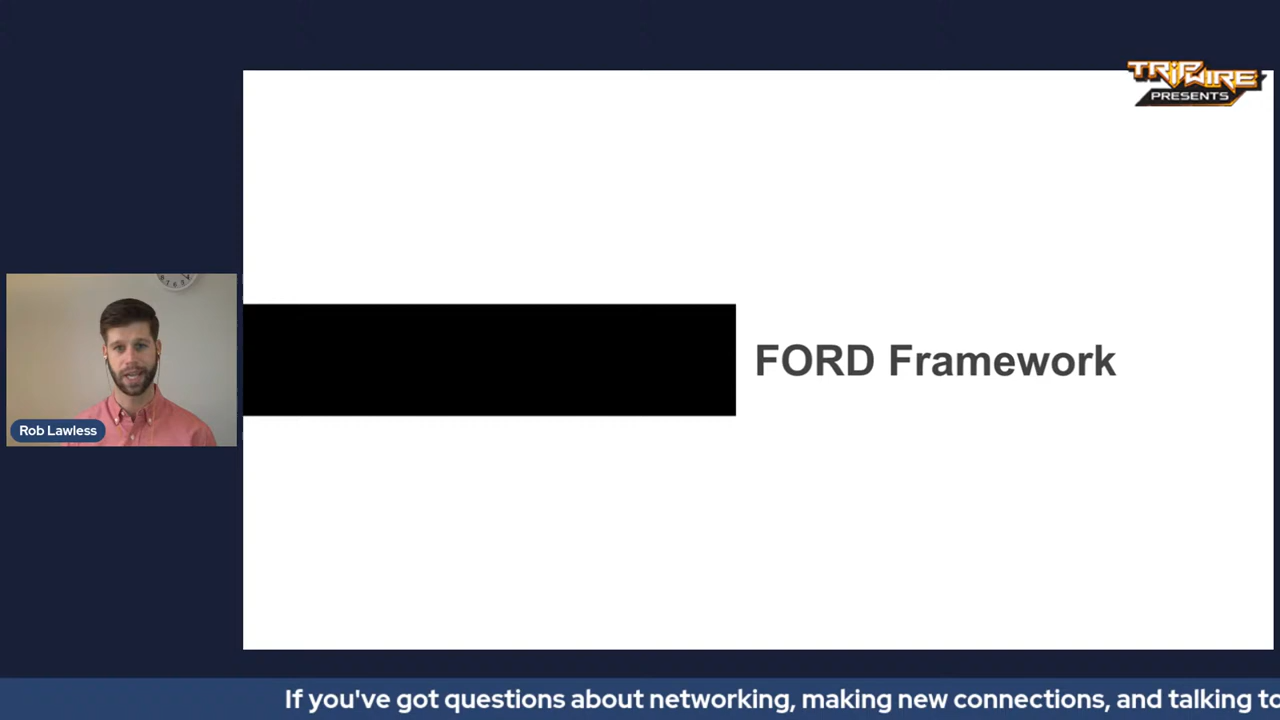 TRIPWIRE
PRESENTS
FORD Framework
Rob Lawless
If you've got questions about networking, making new connections, and talking to